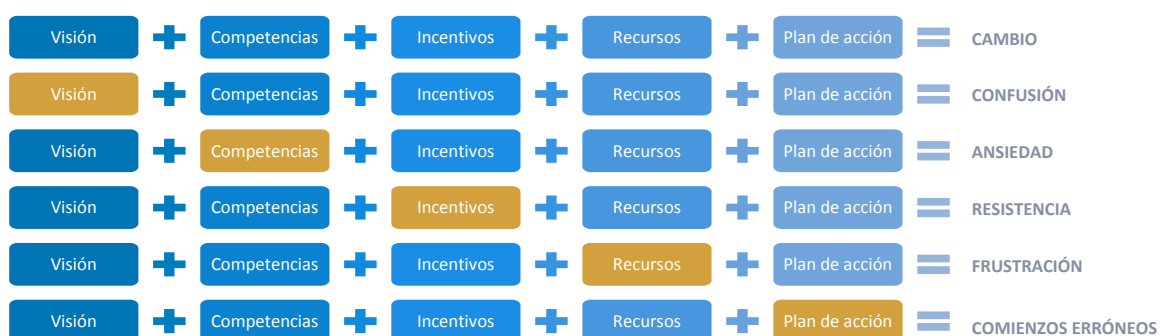 Visión Competencias Incentivos Recursos Plan de acción CAMBIO
Visión Competencias Incentivos Recursos Plan de acción CONFUSIÓN
Visión Competencias Incentivos Recursos Plan de acción ANSIEDAD
Visión Competencias Incentivos Recursos Plan de acción RESISTENCIA
Visión Competencias Incentivos Recursos Plan de acción FRUSTRACIÓN
Visión Competencias Incentivos Recursos Plan de acción COMIENZOS ERRÓNEOS